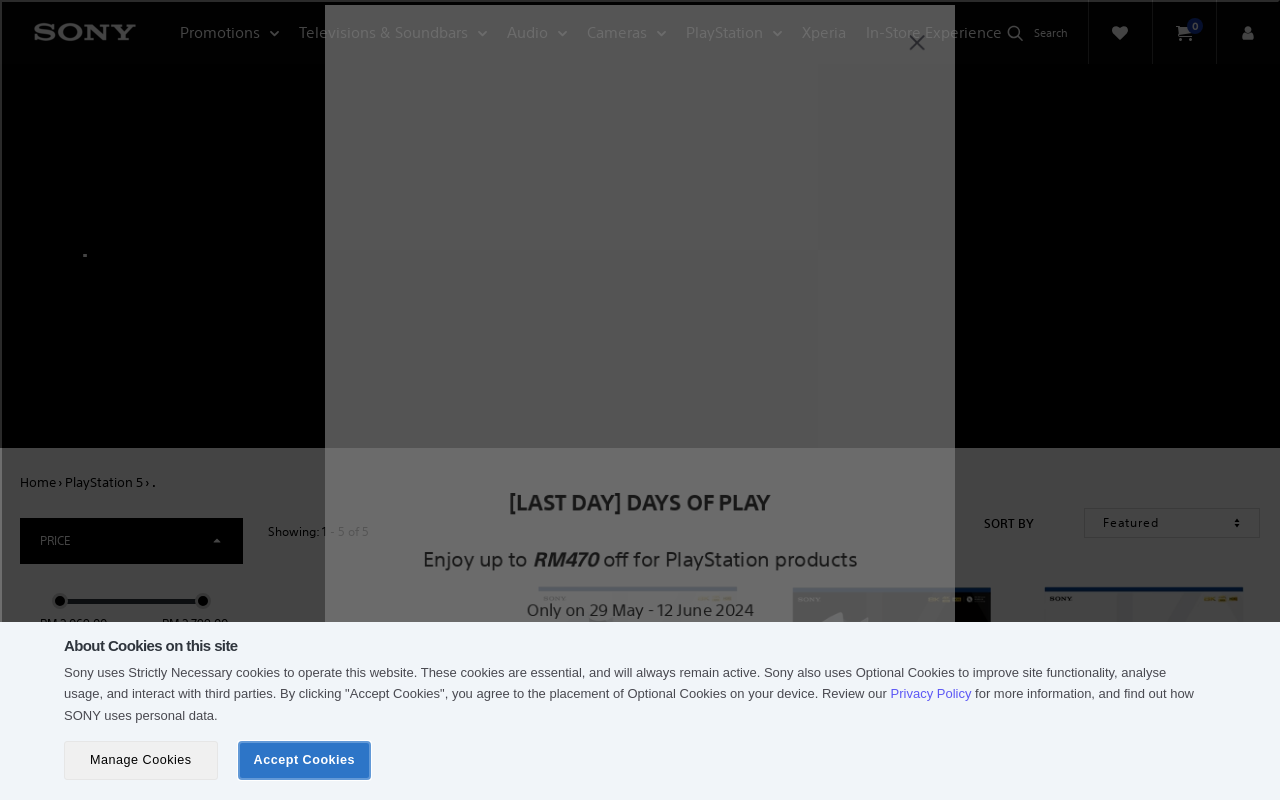 SONY
Promotions
Televisions & Soundbars
Audio
Cameras
PlayStation
Xperia
In-Store Experience
Search
0
Home › PlayStation 5 › .
PRICE
Showing: 1 - 5 of 5
SORT BY
Featured
[LAST DAY] DAYS OF PLAY
Enjoy up to RM470 off for PlayStation products
Only on 29 May - 12 June 2024
SONY
About Cookies on this site
Sony uses Strictly Necessary cookies to operate this website. These cookies are essential, and will always remain active. Sony also uses Optional Cookies to improve site functionality, analyse
usage, and interact with third parties. By clicking "Accept Cookies", you agree to the placement of Optional Cookies on your device. Review our Privacy Policy for more information, and find out how
SONY uses personal data.
Manage Cookies
Accept Cookies